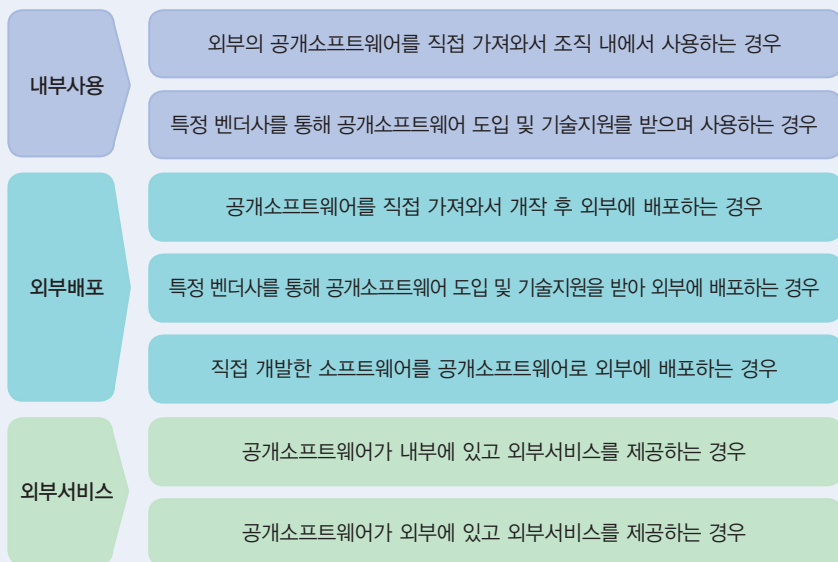 내부사용
외부의 공개소프트웨어를 직접 가져와서 조직 내에서 사용하는 경우
특정 벤더사를 통해 공개소프트웨어 도입 및 기술지원를 받으며 사용하는 경우
외부배포
공개소프트웨어를 직접 가져와서 개작 후 외부에 배포하는 경우
특정 벤더사를 통해 공개소프트웨어 도입 및 기술지원을 받아 외부에 배포하는 경우
직접 개발한 소프트웨어를 공개소프트웨어로 외부에 배포하는 경우
외부서비스
공개소프트웨어가 내부에 있고 외부서비스를 제공하는 경우
공개소프트웨어가 외부에 있고 외부서비스를 제공하는 경우